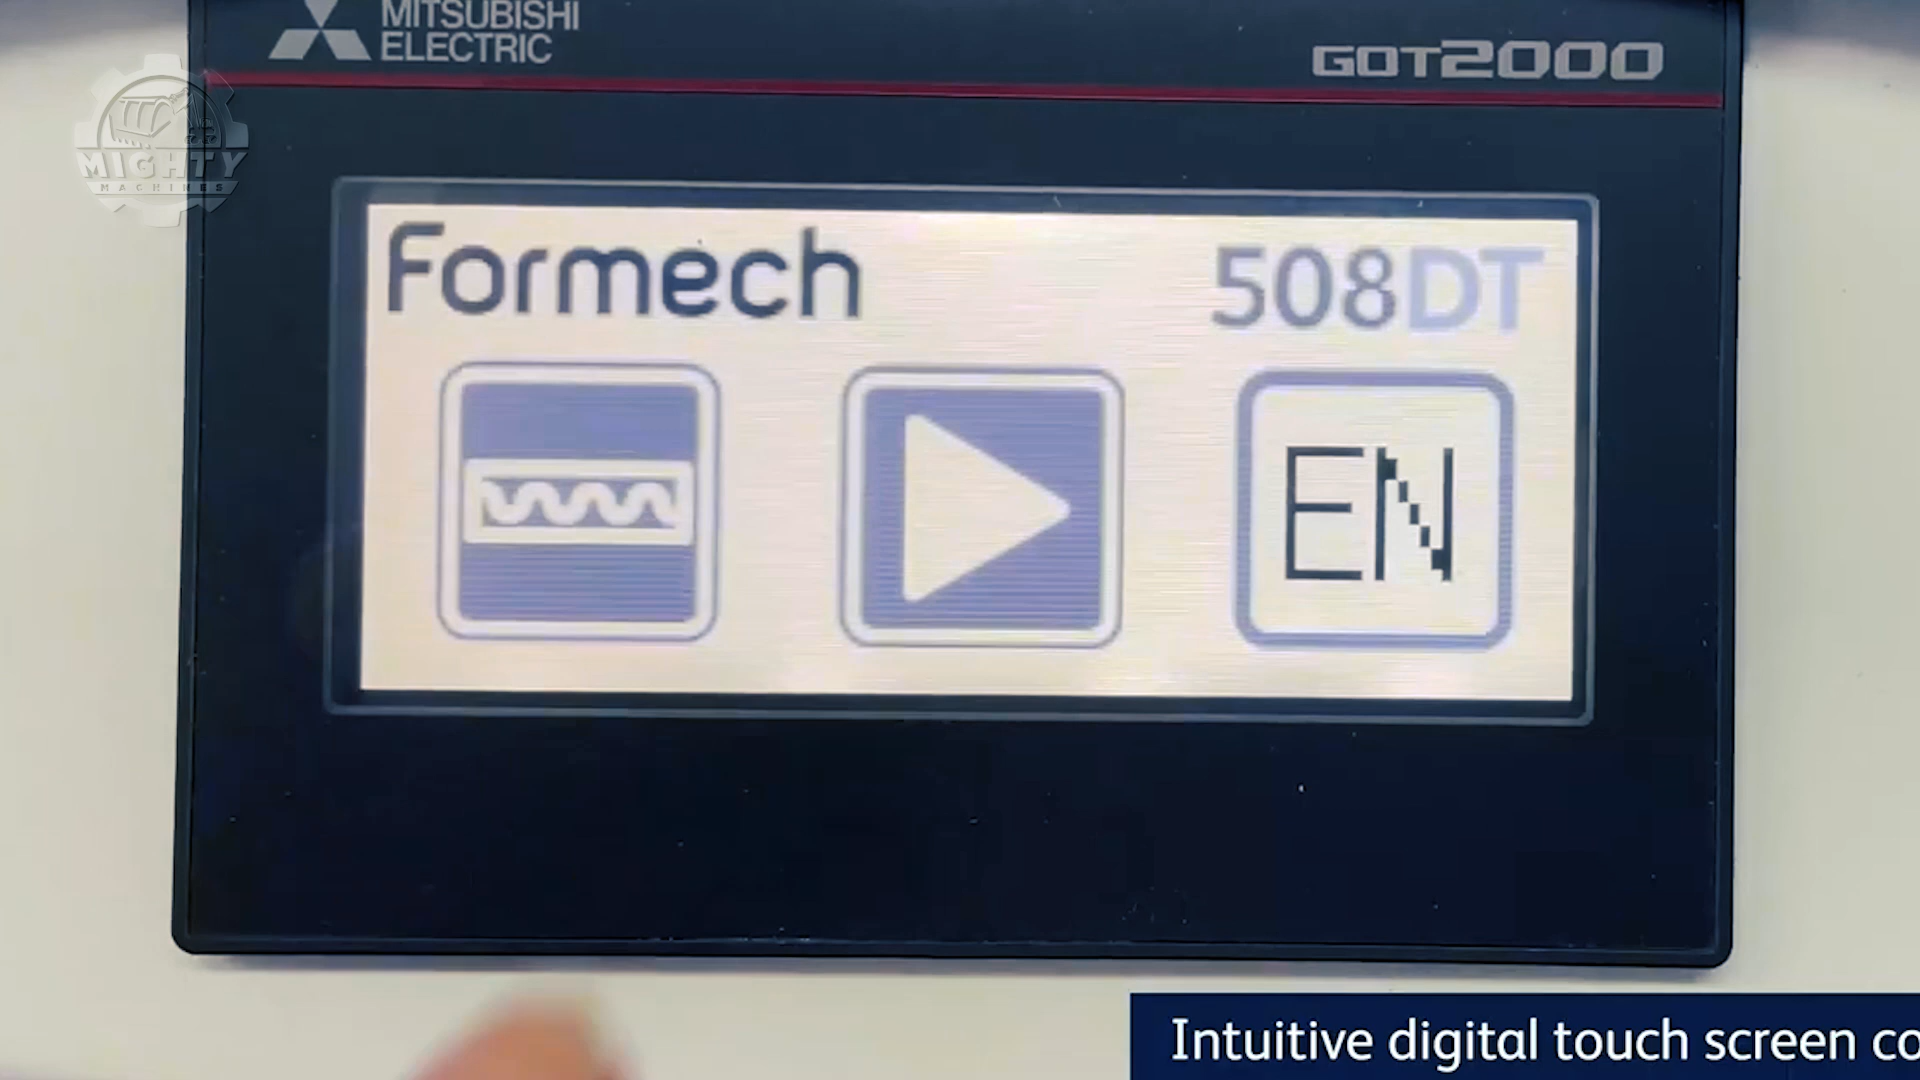 MITSUBISHI
ELECTRIC
GOT2000
MIGHTY
MACHINES
Formech
508DT
EN
Intuitive digital touch screen co